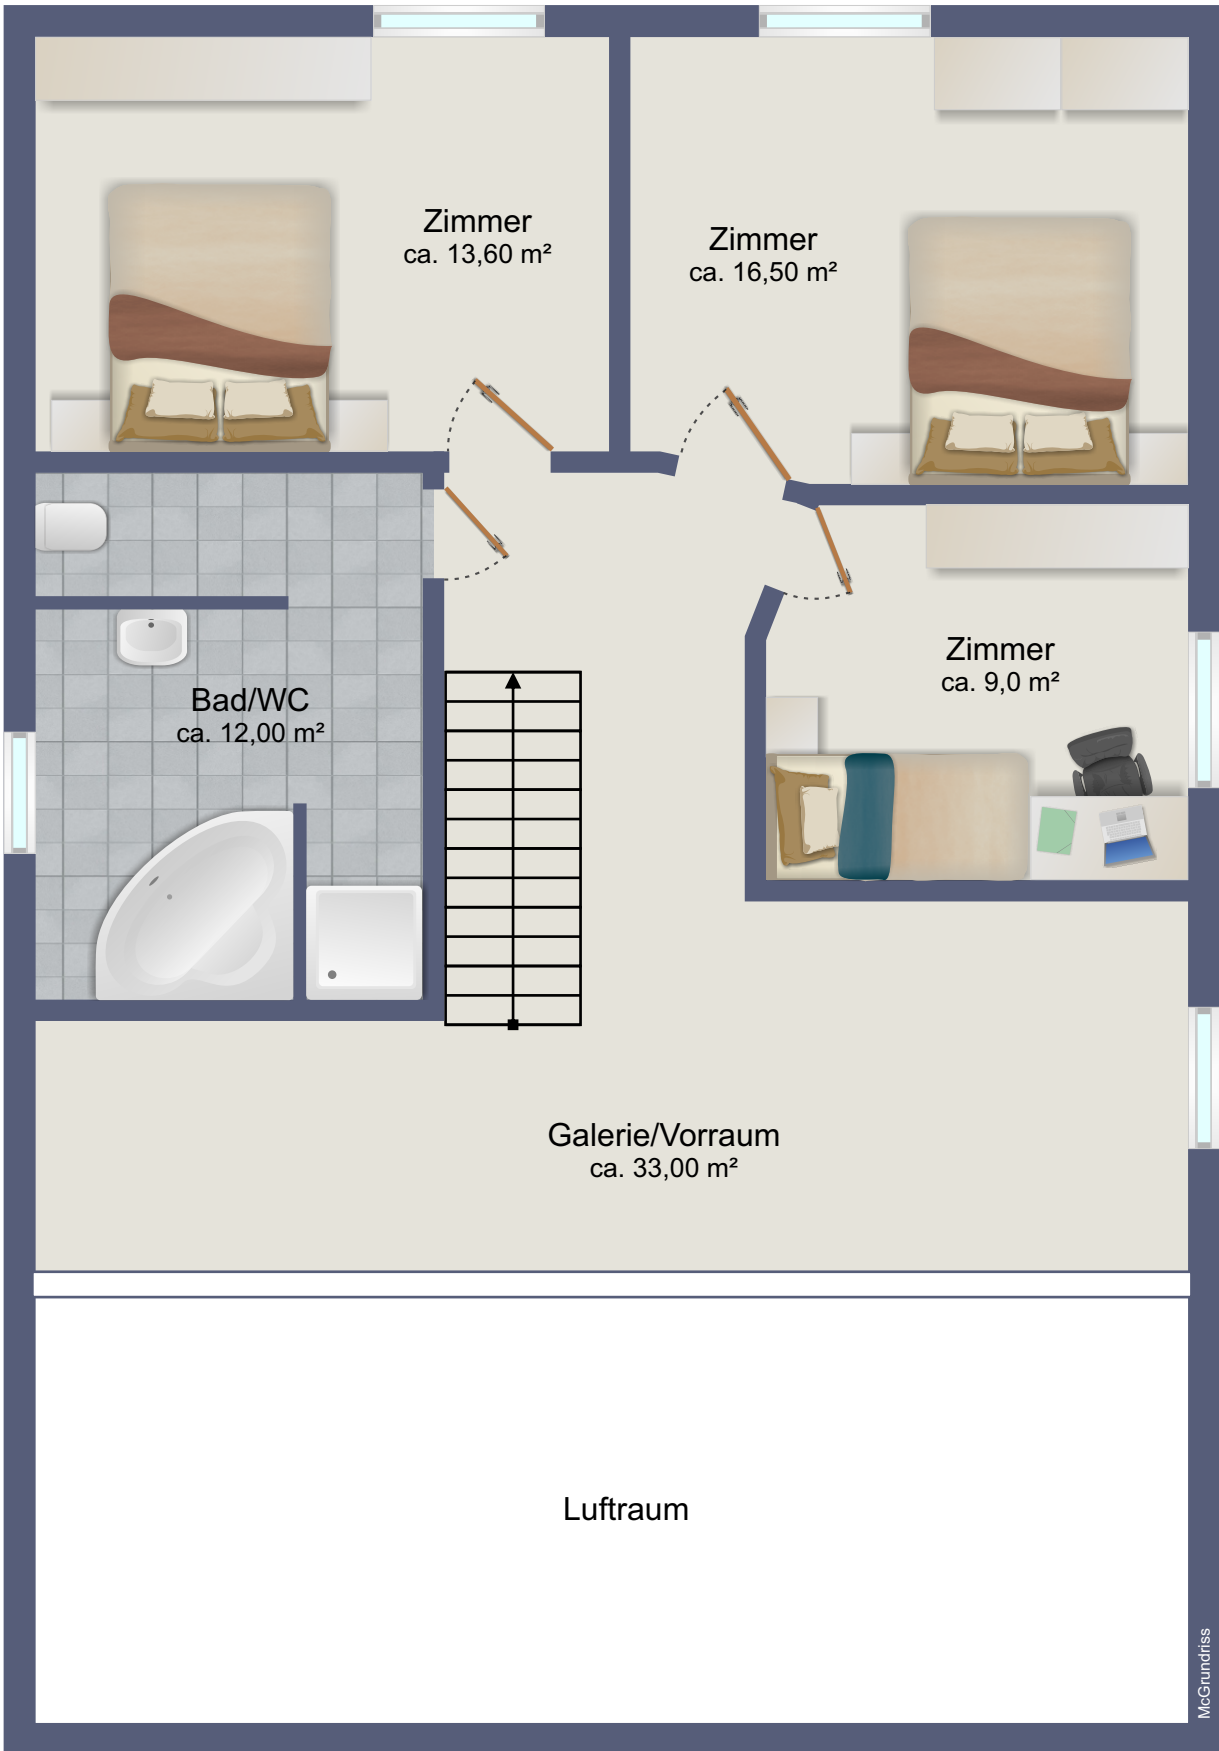 Zimmer
ca. 13,60 m²
Zimmer
ca. 16,50 m²
Zimmer
ca. 9,0 m²
Bad/WC
ca. 12,00 m²
Galerie/Vorraum
ca. 33,00 m²
Luftraum
McGrundriss